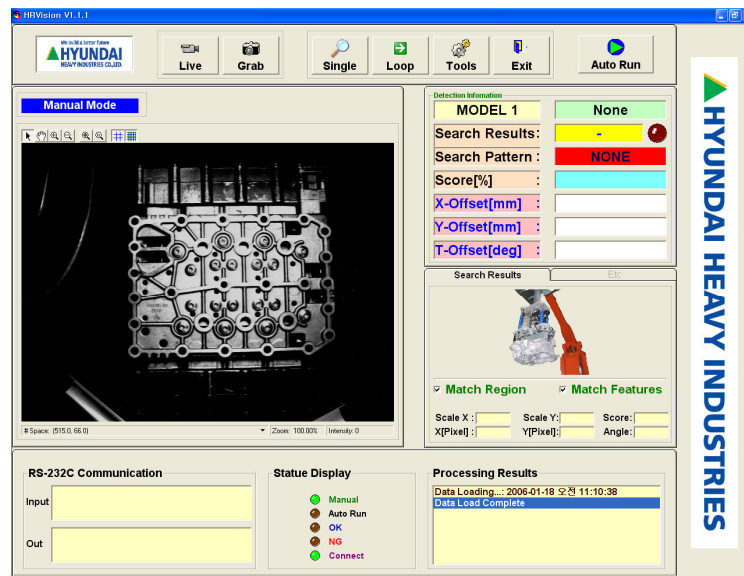 HRVision V1.1.1
We build a better future
HYUNDAI
HEAVY INDUSTRIES CO.,LTD.
Live
Grab
Single
Loop
Tools
Exit
Auto Run
Manual Mode
# Space: (515.0, 66.0)
Zoom: 100.00%
Intensity: 0
Detection Infomation
MODEL 1
None
Search Results:
-
Search Pattern :
NONE
Score[%] :
X-Offset[mm] :
Y-Offset[mm] :
T-Offset[deg] :
Search Results
Etc
Match Region
Match Features
Scale X :
Scale Y:
Score:
X[Pixel] :
Y[Pixel]:
Angle:
HYUNDAI HEAVY INDUSTRIES
RS-232C Communication
Input
Out
Statue Display
Manual
Auto Run
OK
NG
Connect
Processing Results
Data Loading...: 2006-01-18 오전 11:10:38
Data Load Complete